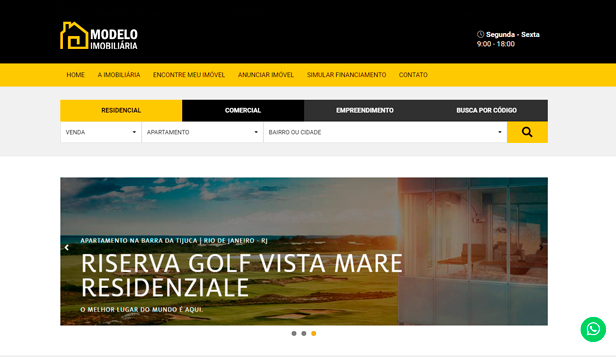 MODELO
IMOBILIÁRIA
Segunda - Sexta
9:00 - 18:00
HOME A IMOBILIÁRIA ENCONTRE MEU IMÓVEL ANUNCIAR IMÓVEL SIMULAR FINANCIAMENTO CONTATO
RESIDENCIAL COMERCIAL EMPREENDIMENTO BUSCA POR CÓDIGO
VENDA APARTAMENTO BAIRRO OU CIDADE
APARTAMENTO NA BARRA DA TIJUCA | RIO DE JANEIRO - RJ
RISERVA GOLF VISTA MARE
RESIDENZIALE
O MELHOR LUGAR DO MUNDO É AQUI.